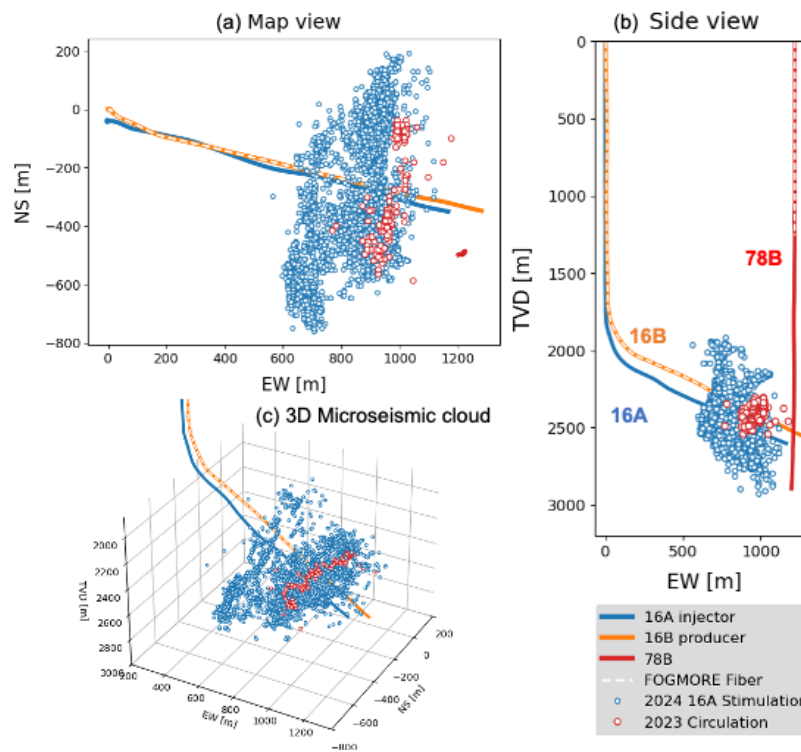 (a) Map view
200
0
−200
−400
−600
−800
NS [m]
0
200
400
600
800
1000
1200
EW [m]
(b) Side view
0
500
1000
1500
2000
2500
3000
TVD [m]
78B
16B
16A
0
500
1000
EW [m]
(c) 3D Microseismic cloud
2000
2200
2400
2600
2800
3000
TVD [m]
200
400
600
800
1000
1200
EW [m]
200
0
−200
−400
−600
−800
NS [m]
16A injector
16B producer
78B
FOGMORE Fiber
2024 16A Stimulation
2023 Circulation